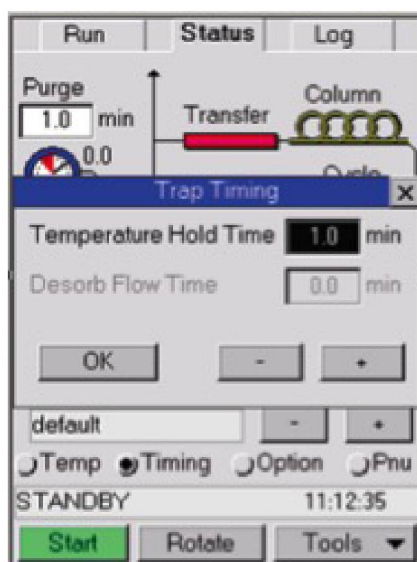 Run Status Log
Purge
1.0 min
Transfer
Column
0.0
Cycle
Trap Timing
Temperature Hold Time 1.0 min
Desorb Flow Time 0.0 min
OK - +
default - +
Temp Timing Option Pnu
STANDBY 11:12:35
Start Rotate Tools